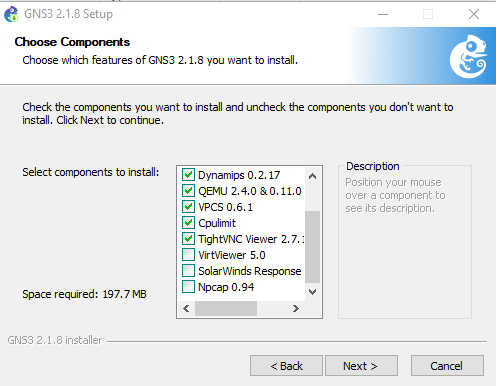 GNS3 2.1.8 Setup
Choose Components
Choose which features of GNS3 2.1.8 you want to install.
Check the components you want to install and uncheck the components you don't want to
install. Click Next to continue.
Select components to install:
Dynamips 0.2.17
QEMU 2.4.0 & 0.11.0
VPCS 0.6.1
Cpulimit
TightVNC Viewer 2.7.1
VirtViewer 5.0
SolarWinds Response
Npcap 0.94
Description
Position your mouse
over a component to
see its description.
Space required: 197.7 MB
GNS3 2.1.8 installer
< Back
Next >
Cancel